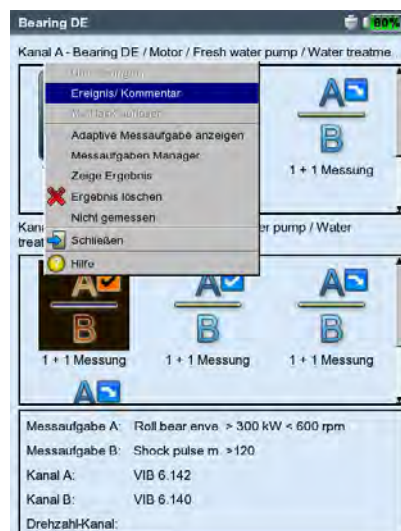 Bearing DE
80%
Kanal A - Bearing DE / Motor / Fresh water pump / Water treatme
Ereignis/ Kommentar
Adaptive Messaufgabe anzeigen
Messaufgaben Manager
Zeige Ergebnis
Ergebnis löschen
Nicht gemessen
Schließen
Hilfe
A
B
1 + 1 Messung
Kana
er pump / Water
treat
A
B
1 + 1 Messung
A
B
1 + 1 Messung
A
B
1 + 1 Messung
A
Messaufgabe A: Roll bear enve. > 300 kW < 600 rpm
Messaufgabe B: Shock pulse m. >120
Kanal A: VIB 6.142
Kanal B: VIB 6.140
Drehzahl-Kanal: